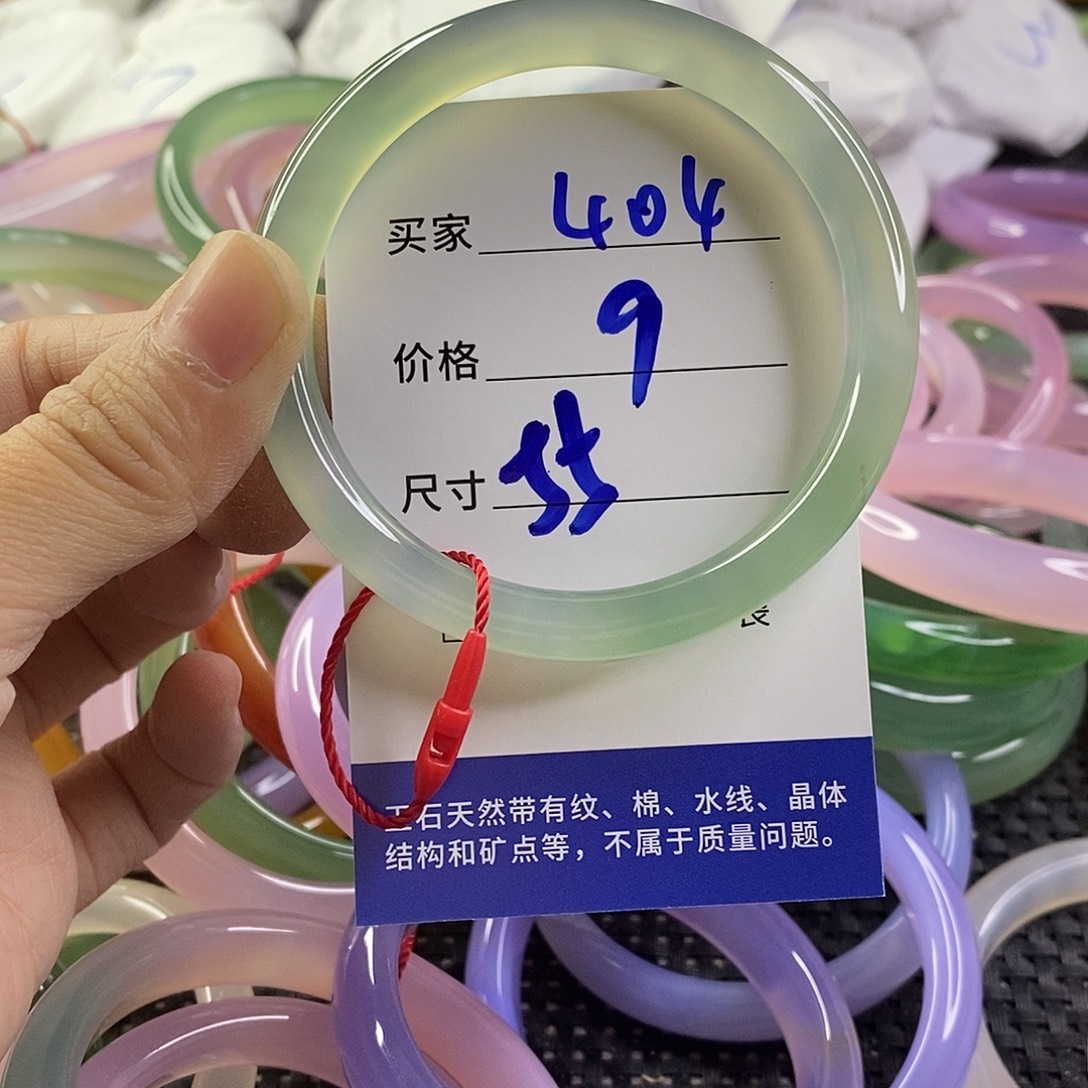 买家 404
价格 9
尺寸 55
石天然带有纹、棉、水线、晶体
结构和矿点等，不属于质量问题。